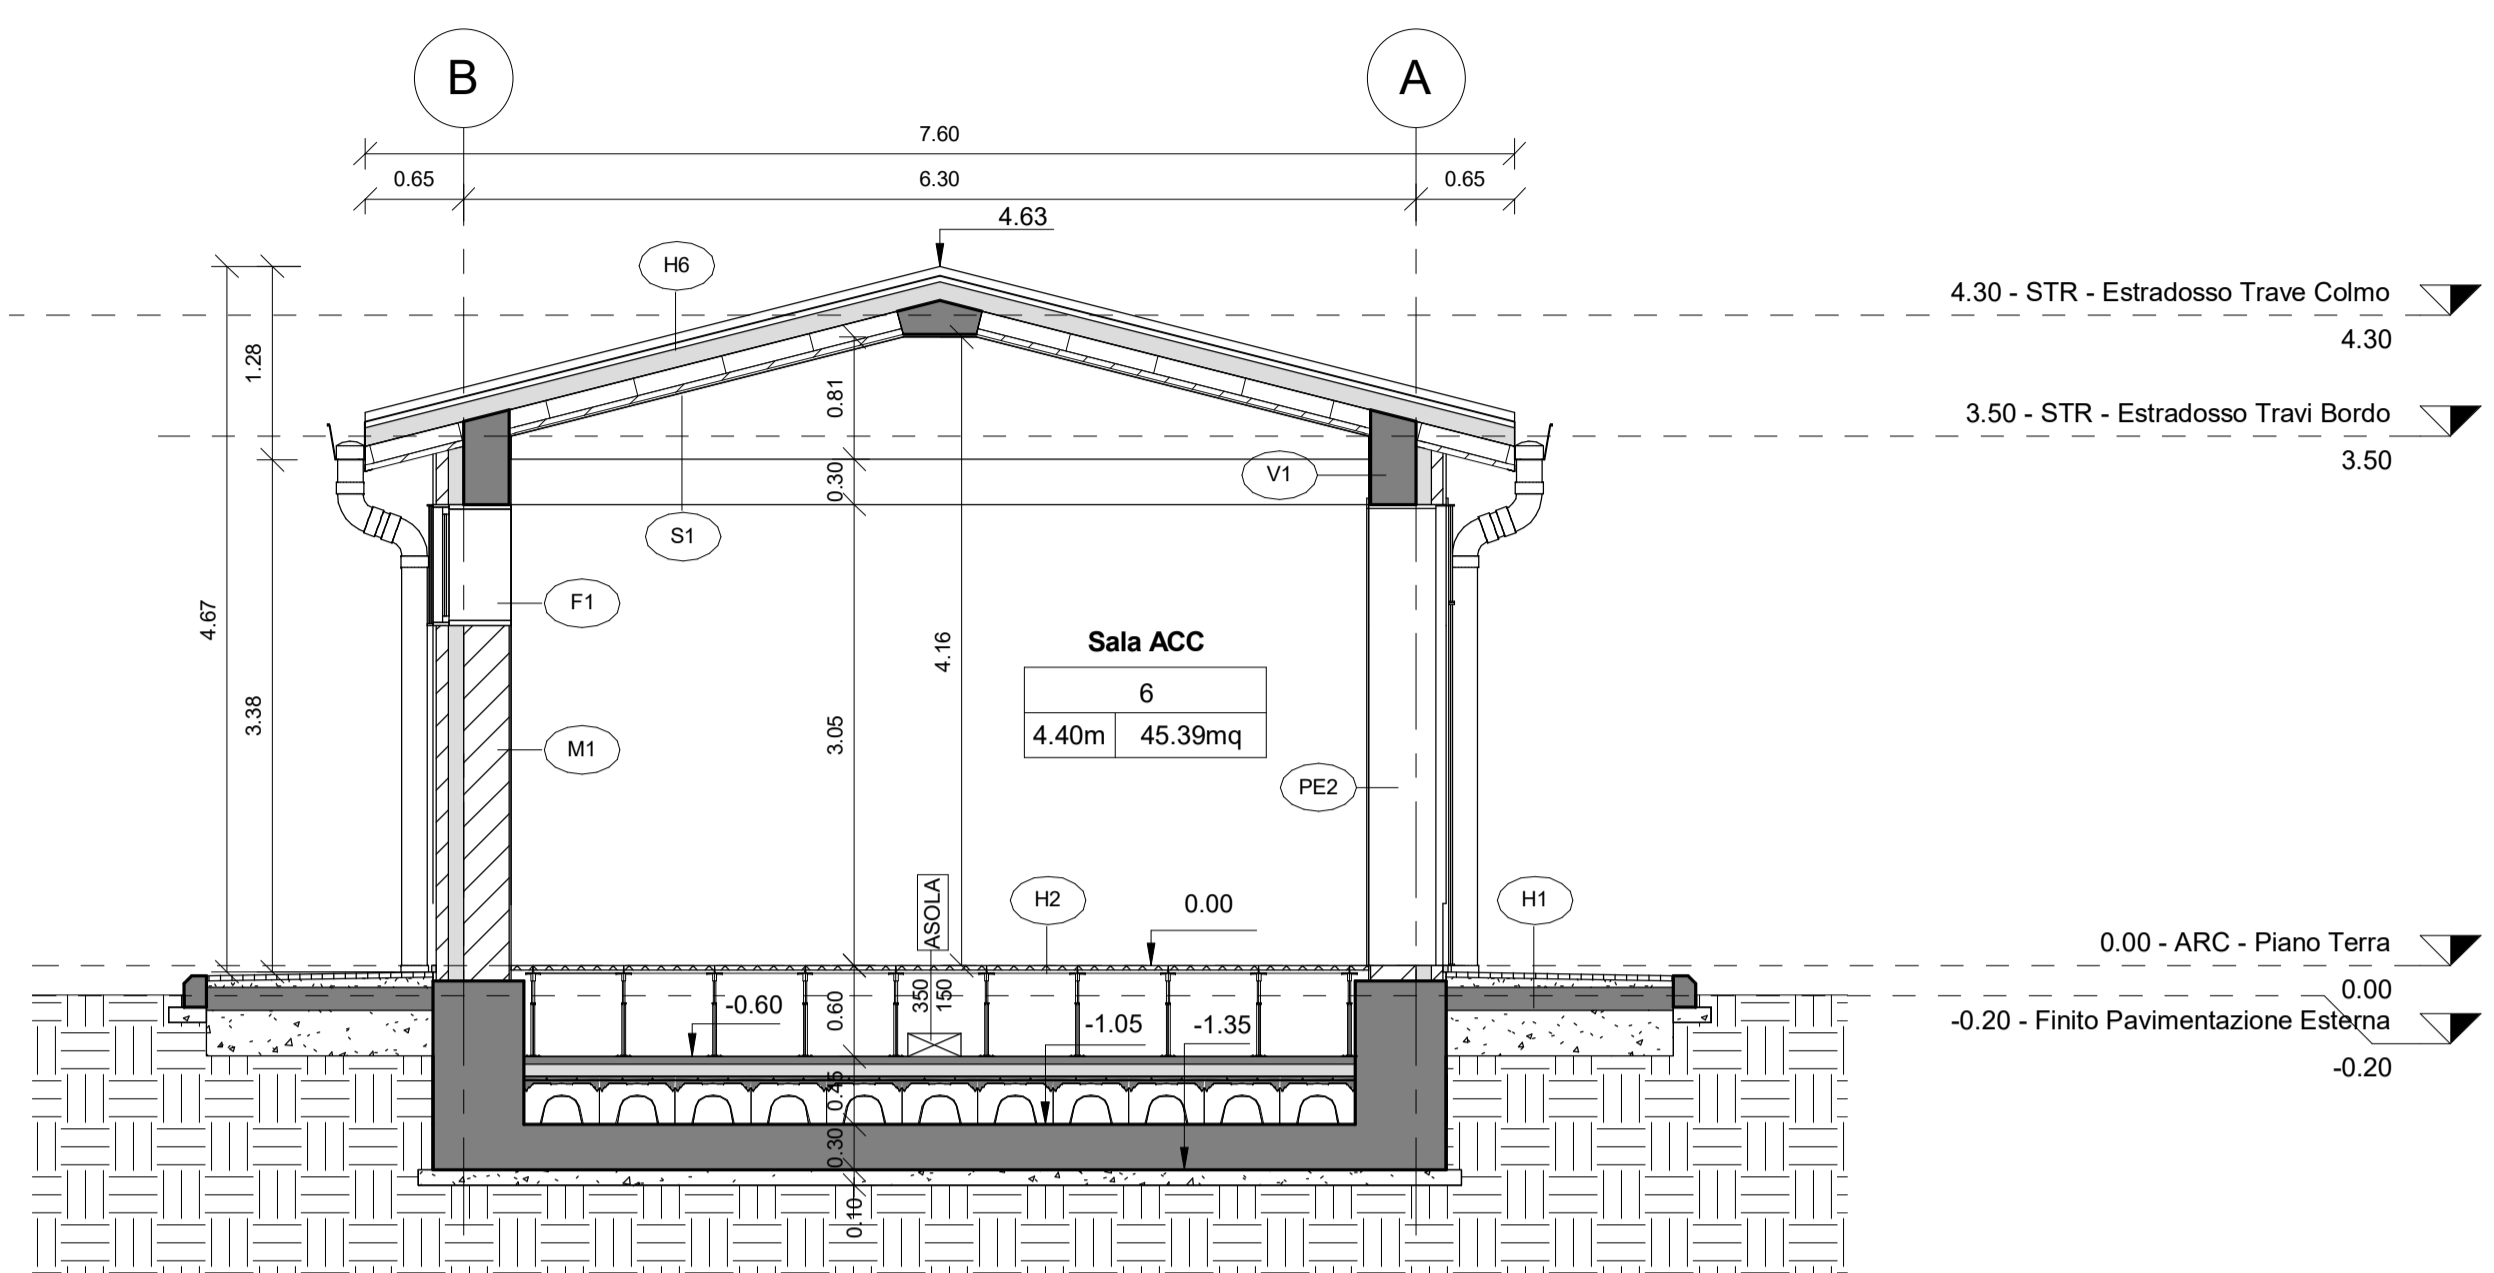 B
A
7.60
0.65
6.30
0.65
4.63
H6
4.30 - STR - Estradosso Trave Colmo
4.30
1.28
0.81
3.50 - STR - Estradosso Travi Bordo
3.50
V1
0.30
S1
F1
4.67
4.16
Sala ACC
6
4.40m
45.39mq
3.38
3.05
M1
PE2
H2
ASOLA
0.00
H1
0.00 - ARC - Piano Terra
0.00
350
150
-0.60
0.60
-1.05
-1.35
-0.20 - Finito Pavimentazione Esterna
-0.20
0.45
0.30
0.10